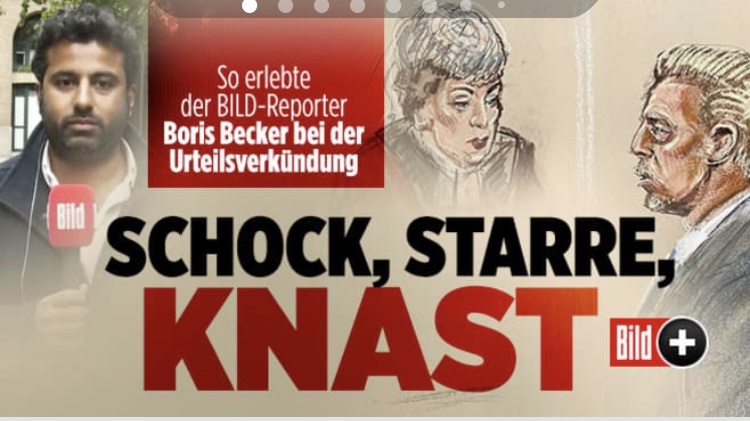 So erlebte
der BILD-Reporter
Boris Becker bei der
Urteilsverkündung
Bild
SCHOCK, STARRE,
KNAST
Bild +